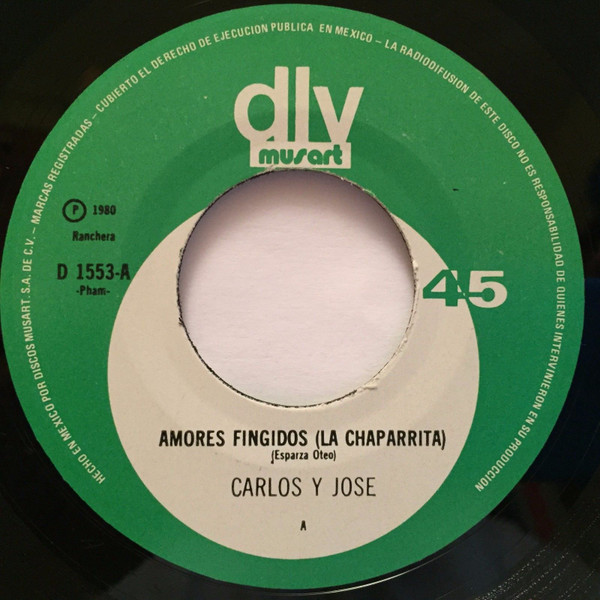 HECHO EN MEXICO POR DISCOS MUSART, S.A. DE C.V. – MARCAS REGISTRADAS – CUBIERTO EL DERECHO DE EJECUCION PUBLICA EN MEXICO – LA RADIODIFUSION DE ESTE DISCO NO ES RESPONSABILIDAD DE QUIENES INTERVINIERON EN SU PRODUCCION
dlv
musart
Ⓟ 1980
Ranchera
D 1553-A
-Pham-
45
AMORES FINGIDOS (LA CHAPARRITA)
(Esparza Oteo)
CARLOS Y JOSE
A